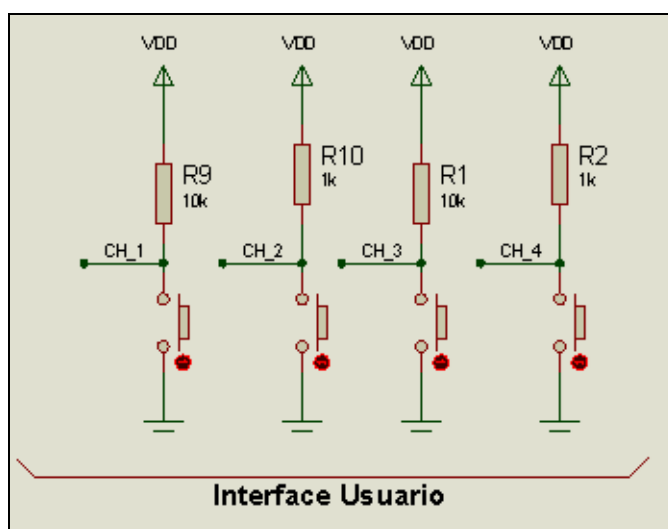 VDD VDD VDD VDD
R9 R10 R1 R2
10k 1k 10k 1k
CH_1 CH_2 CH_3 CH_4
Interface Usuario